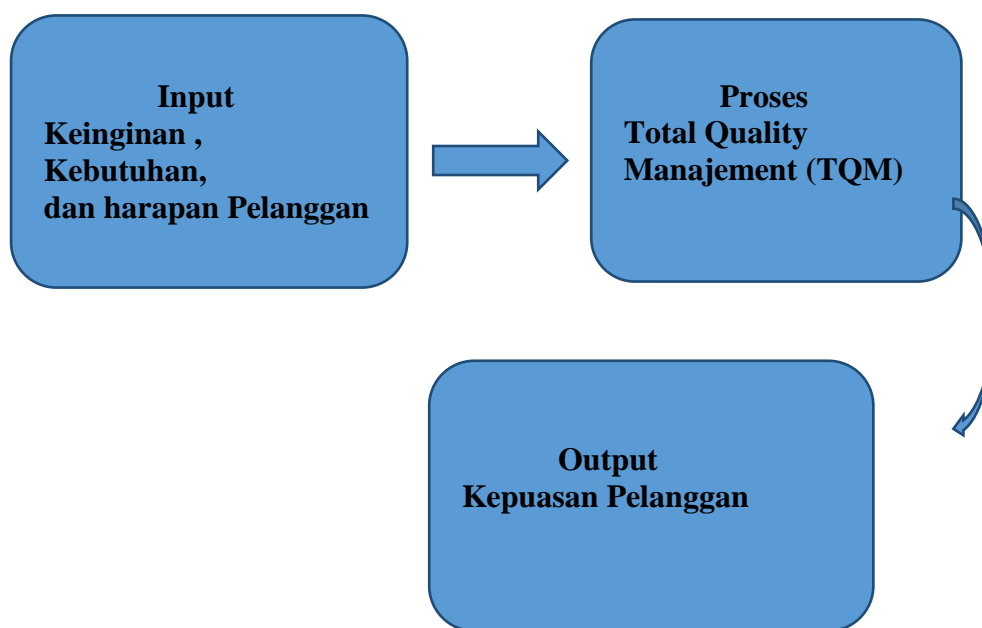 Input
Keinginan ,
Kebutuhan,
dan harapan Pelanggan
Proses
Total Quality
Manajement (TQM)
Output
Kepuasan Pelanggan